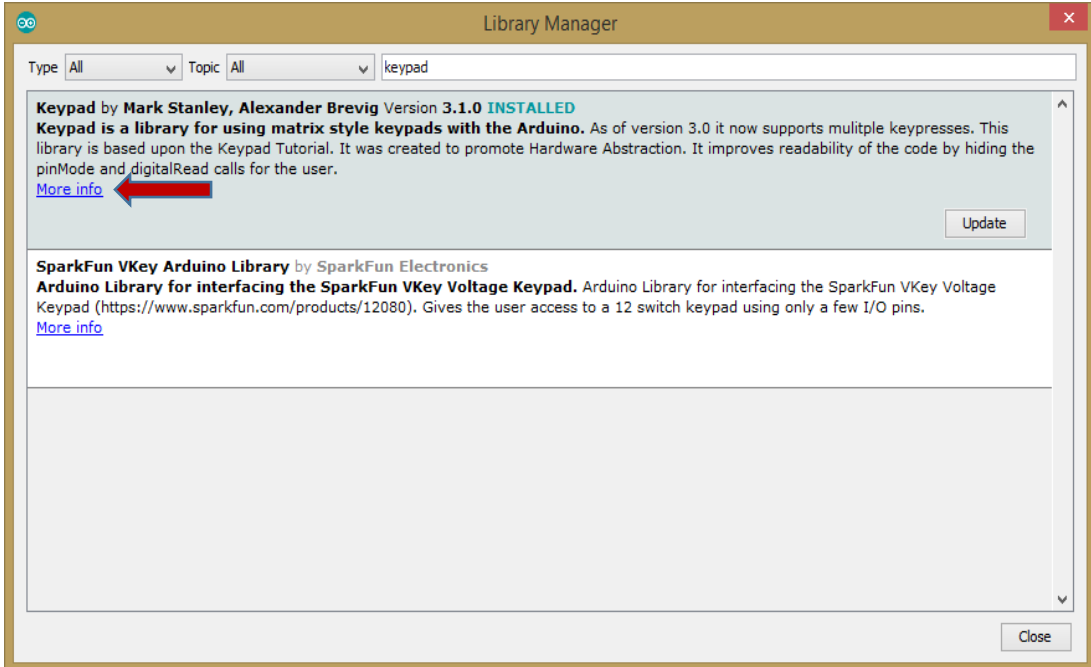 Library Manager
Type All Topic All keypad
Keypad by Mark Stanley, Alexander Brevig Version 3.1.0 INSTALLED
Keypad is a library for using matrix style keypads with the Arduino. As of version 3.0 it now supports mulitple keypresses. This
library is based upon the Keypad Tutorial. It was created to promote Hardware Abstraction. It improves readability of the code by hiding the
pinMode and digitalRead calls for the user.
More info
Update
SparkFun VKey Arduino Library by SparkFun Electronics
Arduino Library for interfacing the SparkFun VKey Voltage Keypad. Arduino Library for interfacing the SparkFun VKey Voltage
Keypad (https://www.sparkfun.com/products/12080). Gives the user access to a 12 switch keypad using only a few I/O pins.
More info
Close